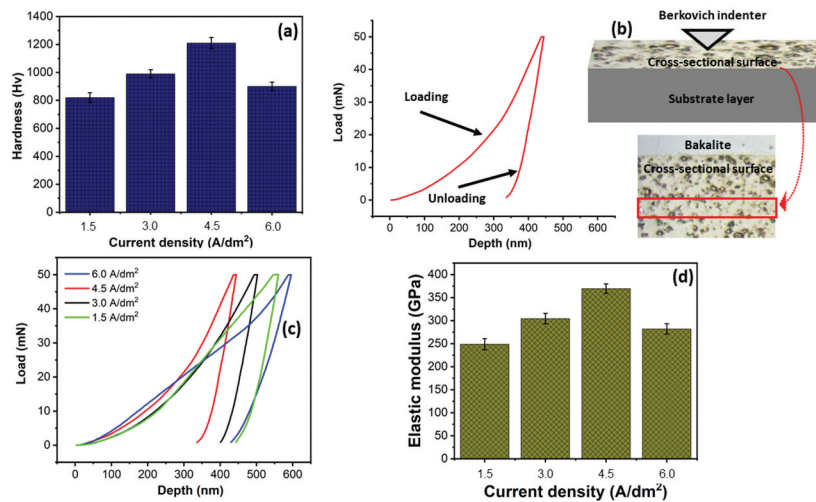 (a)
Hardness (Hv)
1400
1200
1000
800
600
400
200
0
1.5 3.0 4.5 6.0
Current density (A/dm²)
(b)
Load (mN)
50
40
30
20
10
0
Loading
Unloading
0 100 200 300 400 500 600
Depth (nm)
Berkovich indenter
Cross-sectional surface
Substrate layer
Bakalite
Cross-sectional surface
(c)
6.0 A/dm²
4.5 A/dm²
3.0 A/dm²
1.5 A/dm²
Load (mN)
50
40
30
20
10
0
0 100 200 300 400 500 600
Depth (nm)
(d)
Elastic modulus (GPa)
400
350
300
250
200
150
100
50
0
1.5 3.0 4.5 6.0
Current density (A/dm²)